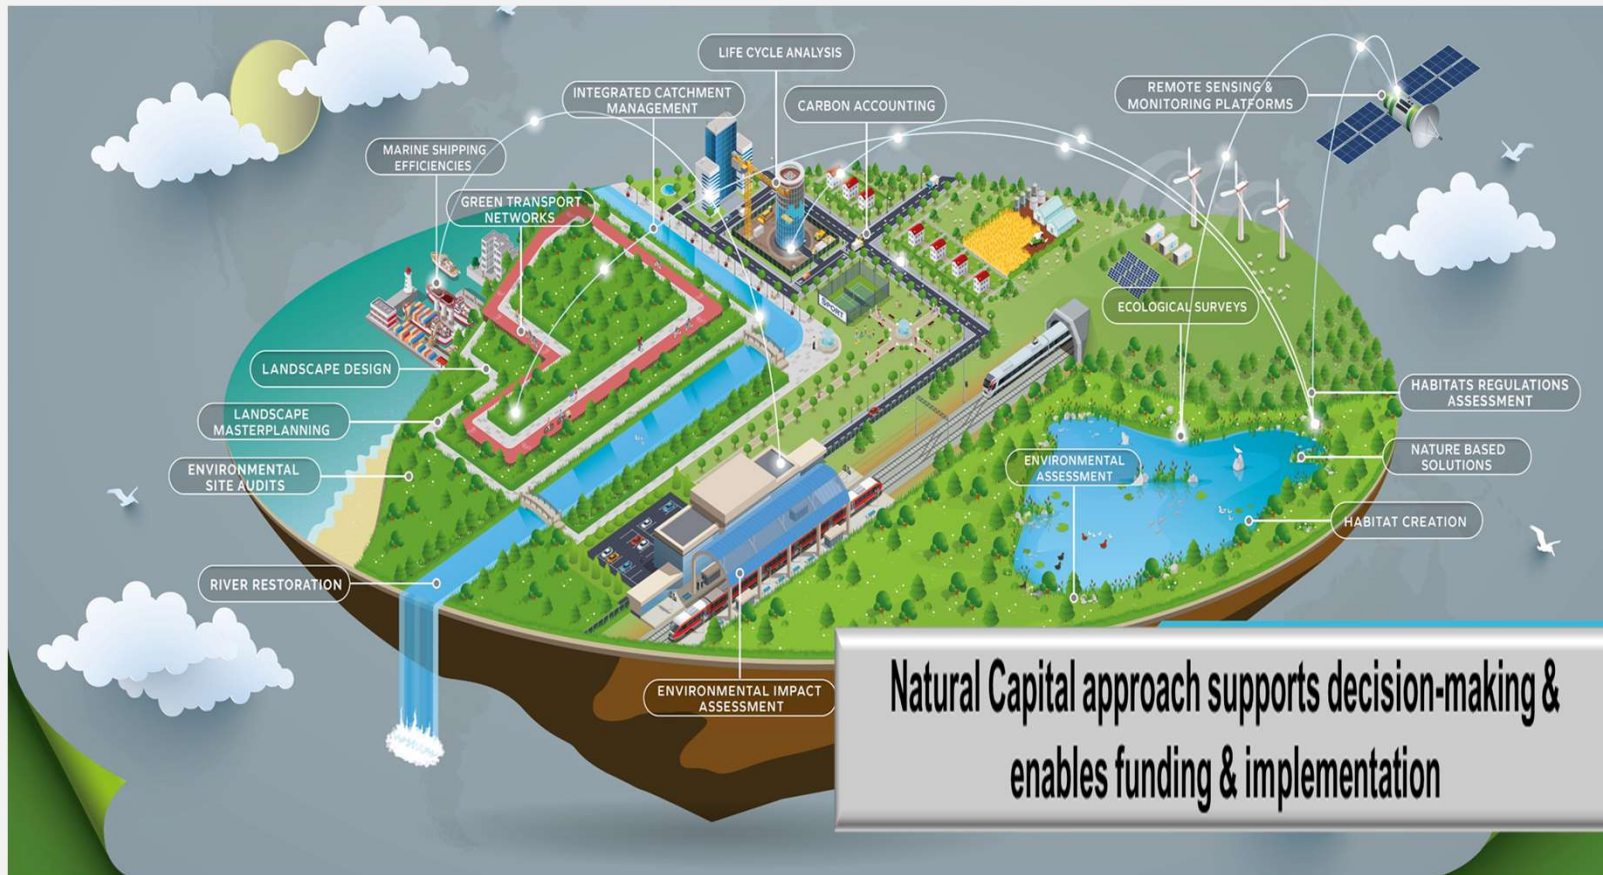 LIFE CYCLE ANALYSIS
INTEGRATED CATCHMENT
MANAGEMENT
CARBON ACCOUNTING
REMOTE SENSING &
MONITORING PLATFORMS
MARINE SHIPPING
EFFICIENCIES
GREEN TRANSPORT
NETWORKS
SPORT
ECOLOGICAL SURVEYS
LANDSCAPE DESIGN
HABITATS REGULATIONS
ASSESSMENT
LANDSCAPE
MASTERPLANNING
ENVIRONMENTAL
SITE AUDITS
ENVIRONMENTAL
ASSESSMENT
NATURE BASED
SOLUTIONS
HABITAT CREATION
RIVER RESTORATION
ENVIRONMENTAL IMPACT
ASSESSMENT
Natural Capital approach supports decision-making &
enables funding & implementation